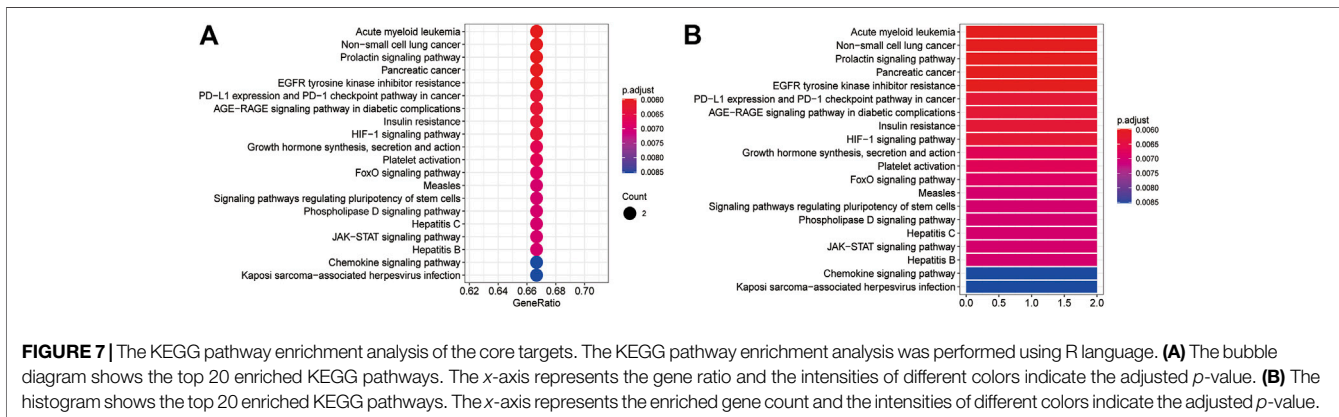 A
Acute myeloid leukemia
Non−small cell lung cancer
Prolactin signaling pathway
Pancreatic cancer
EGFR tyrosine kinase inhibitor resistance
PD−L1 expression and PD−1 checkpoint pathway in cancer
AGE−RAGE signaling pathway in diabetic complications
Insulin resistance
HIF−1 signaling pathway
Growth hormone synthesis, secretion and action
Platelet activation
FoxO signaling pathway
Measles
Signaling pathways regulating pluripotency of stem cells
Phospholipase D signaling pathway
Hepatitis C
JAK−STAT signaling pathway
Hepatitis B
Chemokine signaling pathway
Kaposi sarcoma−associated herpesvirus infection
0.62 0.64 0.66 0.68 0.70
GeneRatio
p.adjust
0.0060
0.0065
0.0070
0.0075
0.0080
0.0085
Count
2
B
Acute myeloid leukemia
Non−small cell lung cancer
Prolactin signaling pathway
Pancreatic cancer
EGFR tyrosine kinase inhibitor resistance
PD−L1 expression and PD−1 checkpoint pathway in cancer
AGE−RAGE signaling pathway in diabetic complications
Insulin resistance
HIF−1 signaling pathway
Growth hormone synthesis, secretion and action
Platelet activation
FoxO signaling pathway
Measles
Signaling pathways regulating pluripotency of stem cells
Phospholipase D signaling pathway
Hepatitis C
JAK−STAT signaling pathway
Hepatitis B
Chemokine signaling pathway
Kaposi sarcoma−associated herpesvirus infection
0.0 0.5 1.0 1.5 2.0
p.adjust
0.0060
0.0065
0.0070
0.0075
0.0080
0.0085
FIGURE 7 | The KEGG pathway enrichment analysis of the core targets. The KEGG pathway enrichment analysis was performed using R language. (A) The bubble
diagram shows the top 20 enriched KEGG pathways. The x-axis represents the gene ratio and the intensities of different colors indicate the adjusted p-value. (B) The
histogram shows the top 20 enriched KEGG pathways. The x-axis represents the enriched gene count and the intensities of different colors indicate the adjusted p-value.